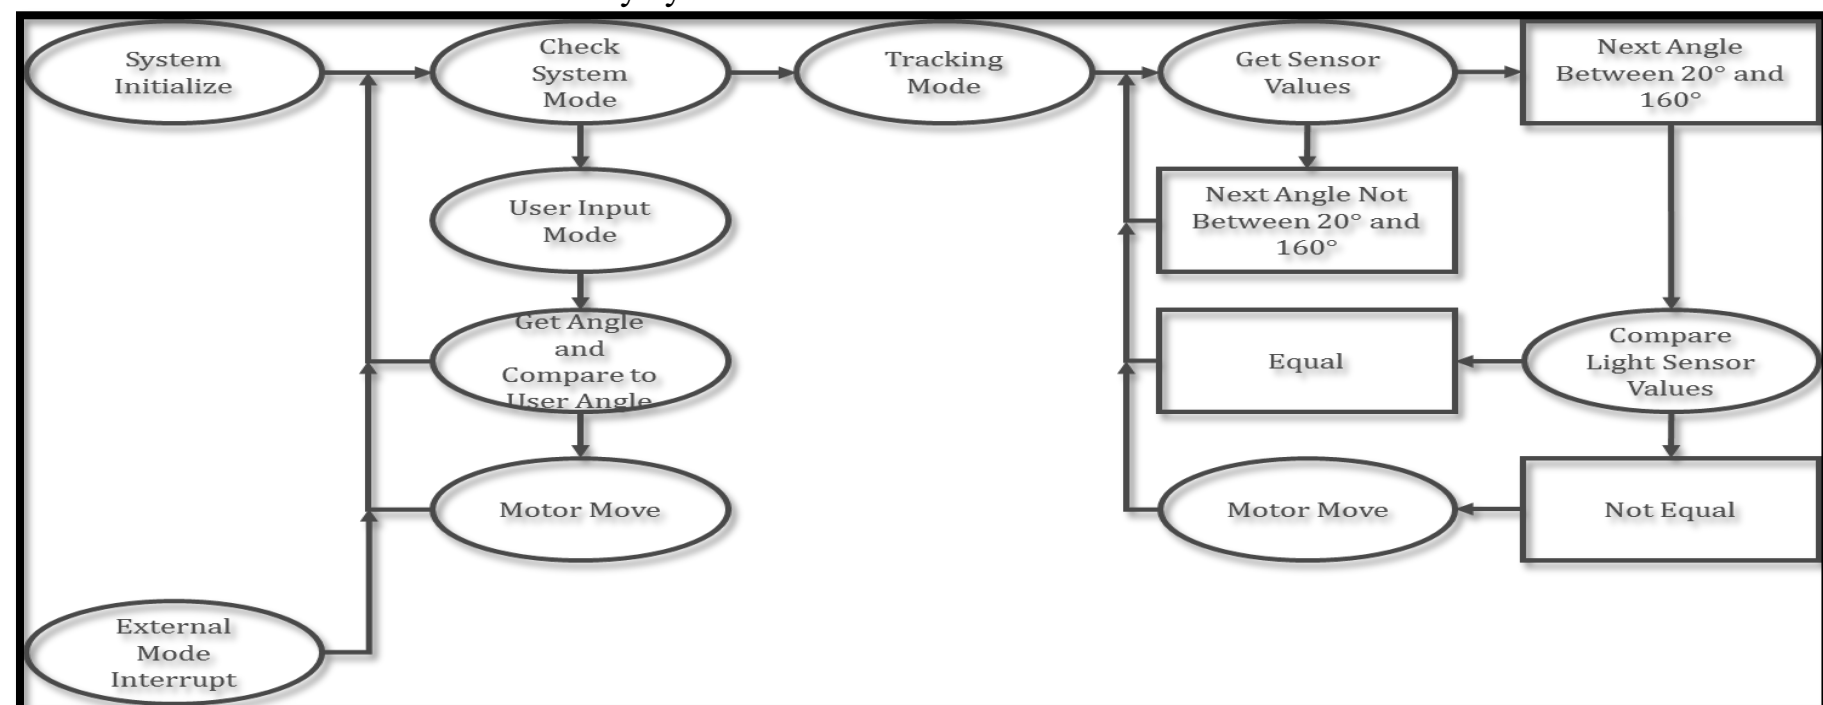 System
Initialize
Check
System
Mode
Tracking
Mode
Get Sensor
Values
Next Angle
Between 20° and
160°
User Input
Mode
Next Angle Not
Between 20° and
160°
Get Angle
and
Compare to
User Angle
Equal
Compare
Light Sensor
Values
Motor Move
Motor Move
Not Equal
External
Mode
Interrupt